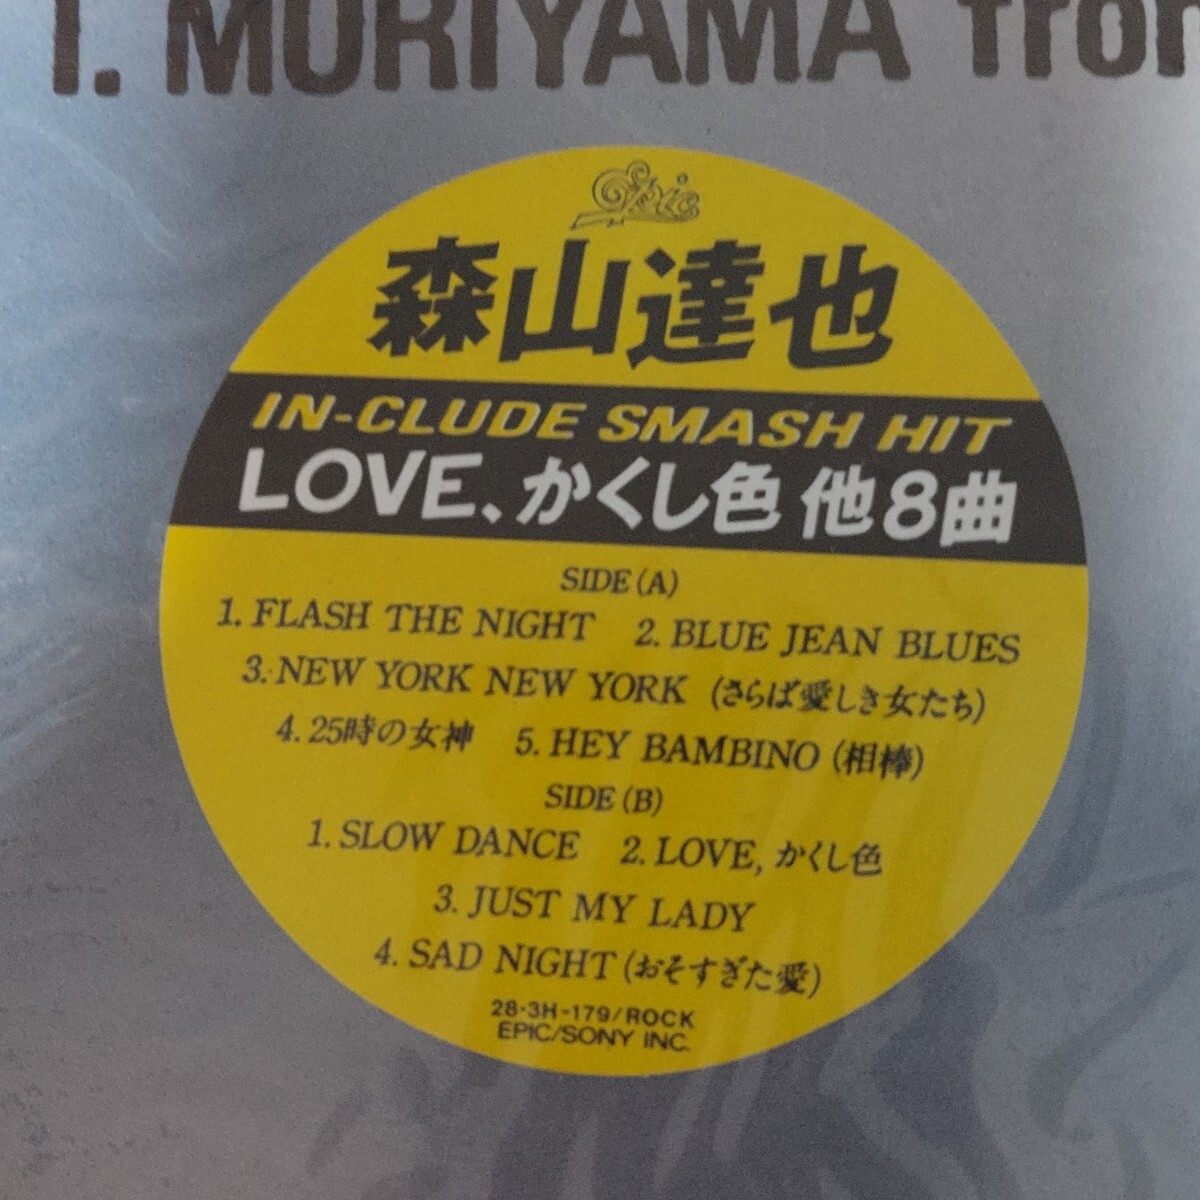 T. MORIYAMA from
Epic
森山達也
IN-CLUDE SMASH HIT
LOVE、かくし色 他8曲
SIDE(A)
1. FLASH THE NIGHT 2. BLUE JEAN BLUES
3. NEW YORK NEW YORK (さらば愛しき女たち)
4. 25時の女神 5. HEY BAMBINO (相棒)
SIDE(B)
1. SLOW DANCE 2. LOVE, かくし色
3. JUST MY LADY
4. SAD NIGHT (おそすぎた愛)
28-3H-179/ROCK
EPIC/SONY INC.